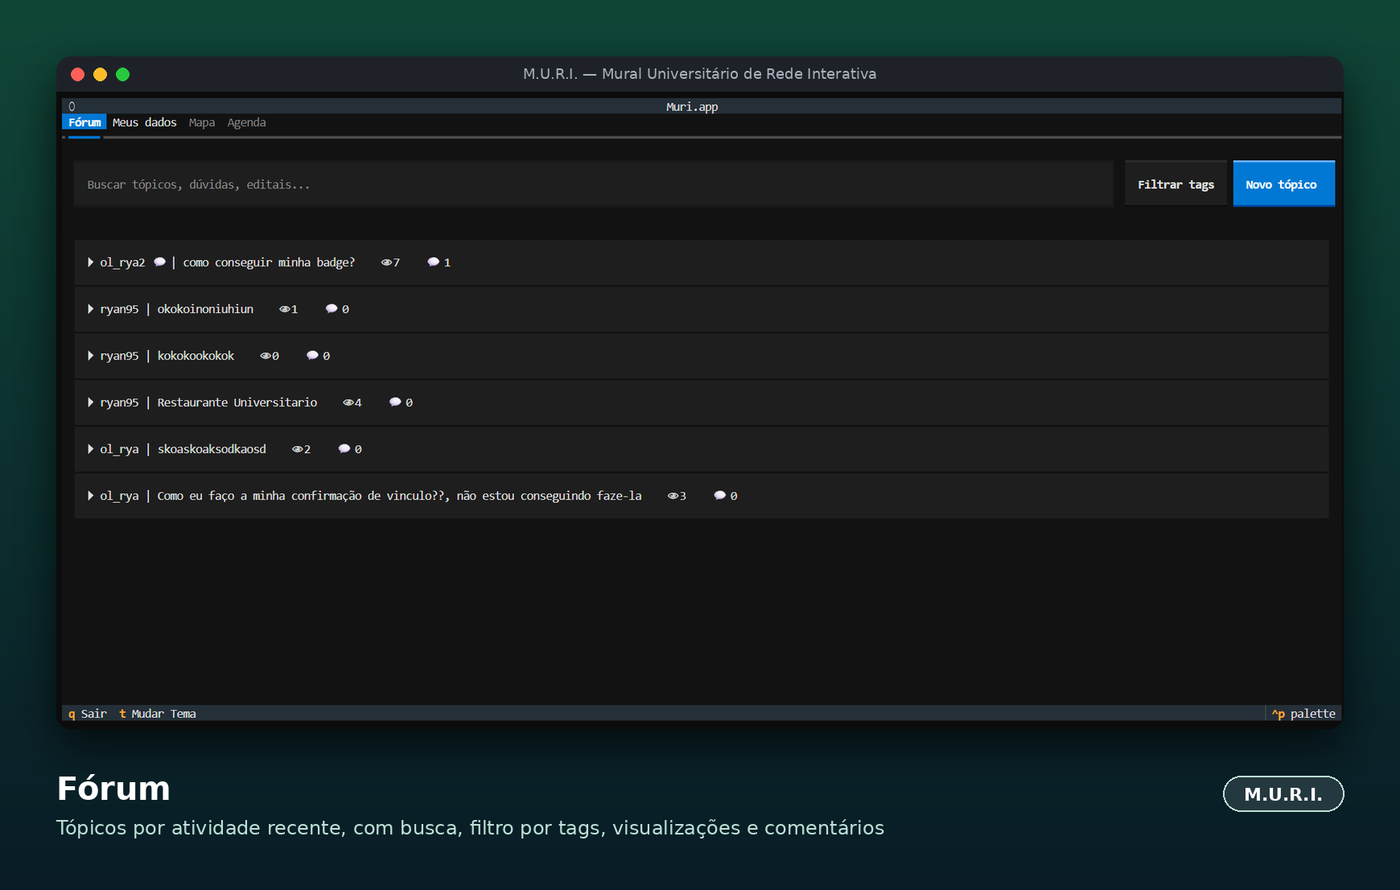 M.U.R.I. — Mural Universitário de Rede Interativa
Muri.app
Fórum Meus dados Mapa Agenda
Buscar tópicos, dúvidas, editais... Filtrar tags Novo tópico
ol_rya2 💬 | como conseguir minha badge? 👁7 💬 1
ryan95 | okokoinoniuhiun 👁1 💬 0
ryan95 | kokokookokok 👁0 💬 0
ryan95 | Restaurante Universitario 👁4 💬 0
ol_rya | skoaskoaksodkaosd 👁2 💬 0
ol_rya | Como eu faço a minha confirmação de vinculo??, não estou conseguindo faze-la 👁3 💬 0
q Sair t Mudar Tema ^p palette
Fórum
M.U.R.I.
Tópicos por atividade recente, com busca, filtro por tags, visualizações e comentários